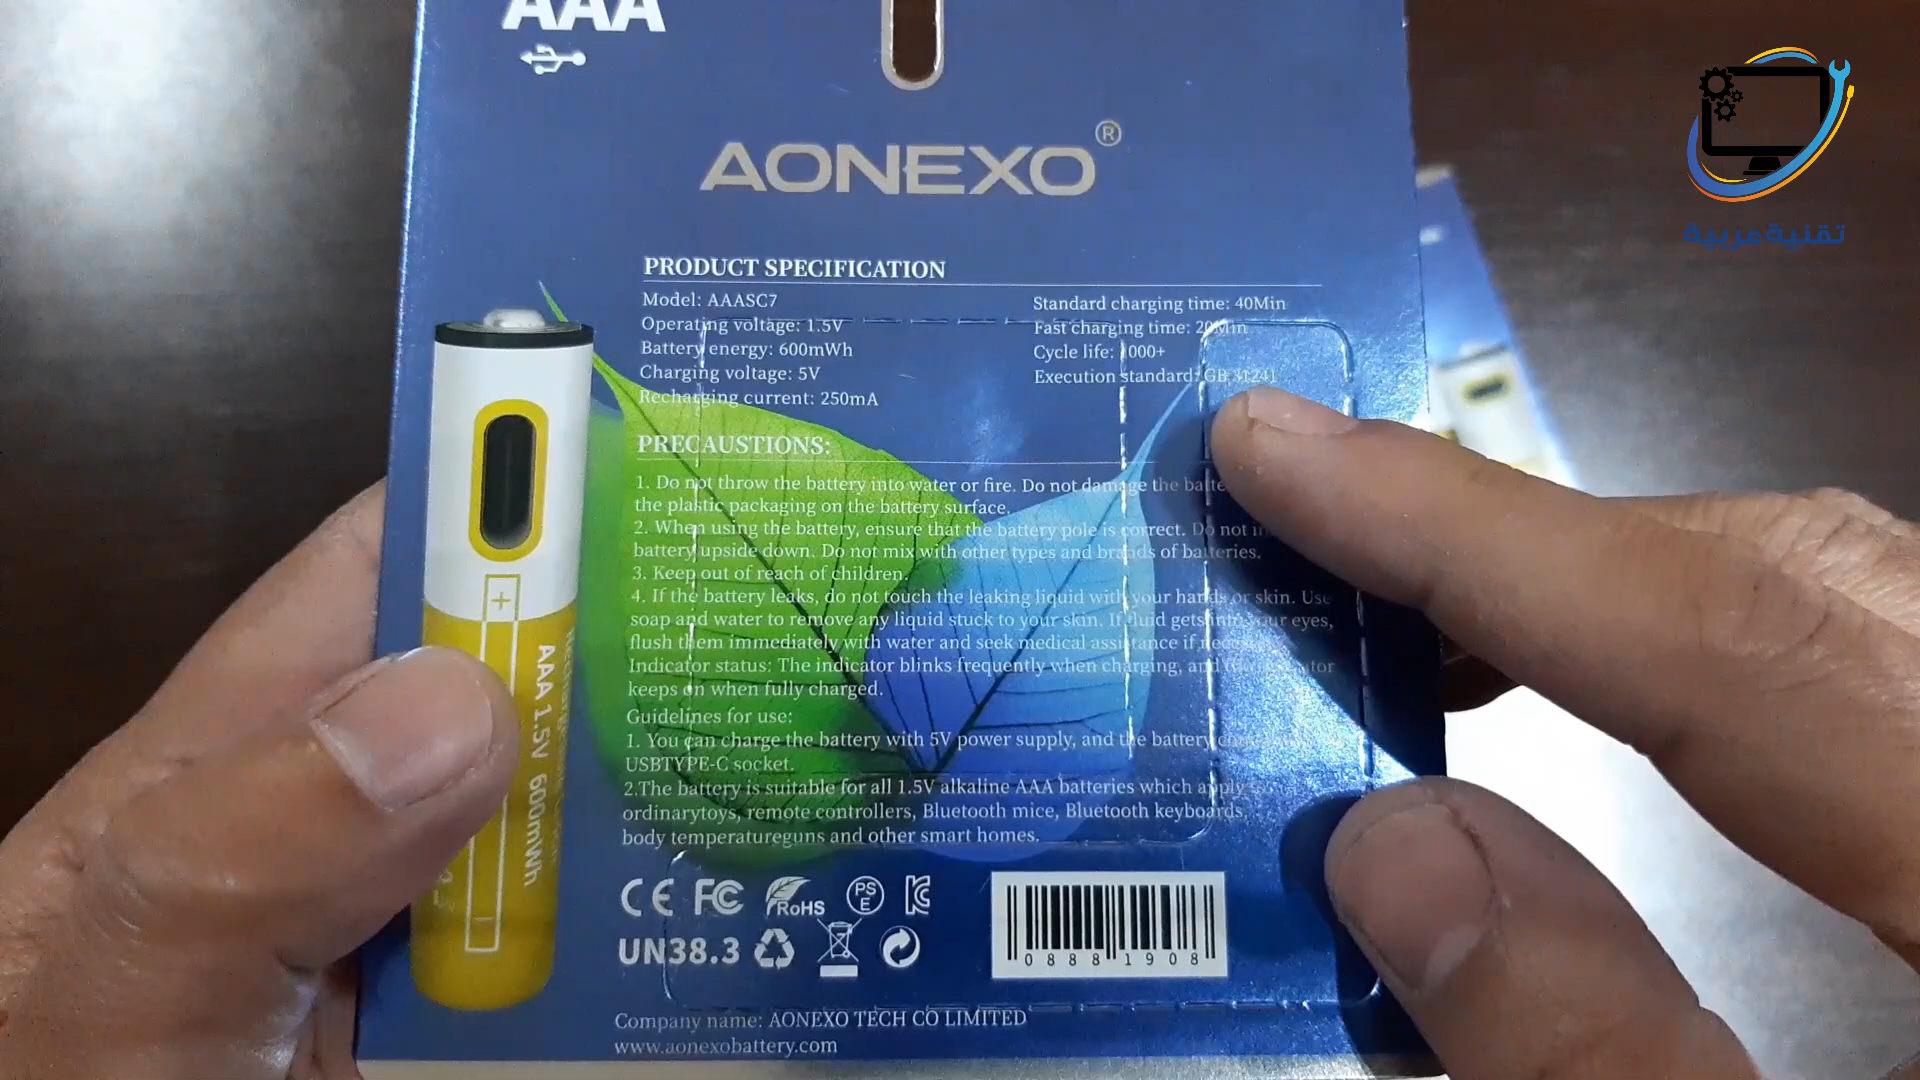 AAA
تقنية عربية
AONEXO®
PRODUCT SPECIFICATION
Model: AAASC7
Operating voltage: 1.5V
Battery energy: 600mWh
Charging voltage: 5V
Recharging current: 250mA
Standard charging time: 40Min
Fast charging time: 20Min
Cycle life: 1000+
Execution standard: GB 31241
PRECAUSTIONS:
1. Do not throw the battery into water or fire. Do not damage the
the plastic packaging on the battery surface.
2. When using the battery, ensure that the battery pole is correct. Do not
battery upside down. Do not mix with other types and brands of batteries.
3. Keep out of reach of children.
4. If the battery leaks, do not touch the leaking liquid with your hands or skin. Use
soap and water to remove any liquid stuck to your skin. If fluid gets into your eyes,
flush them immediately with water and seek medical assistance if
Indicator status: The indicator blinks frequently when charging, and
keeps on when fully charged.
Guidelines for use:
1. You can charge the battery with 5V power supply, and the battery
USBTYPE-C socket.
2.The battery is suitable for all 1.5V alkaline AAA batteries which apply
ordinarytoys, remote controllers, Bluetooth mice, Bluetooth keyboards,
body temperatureguns and other smart homes.
AAA 1.5V 600mWh
CE FC RoHS PS E
UN38.3
0 8 8 8 1 9 0 8
Company name: AONEXO TECH CO LIMITED
www.aonexobattery.com